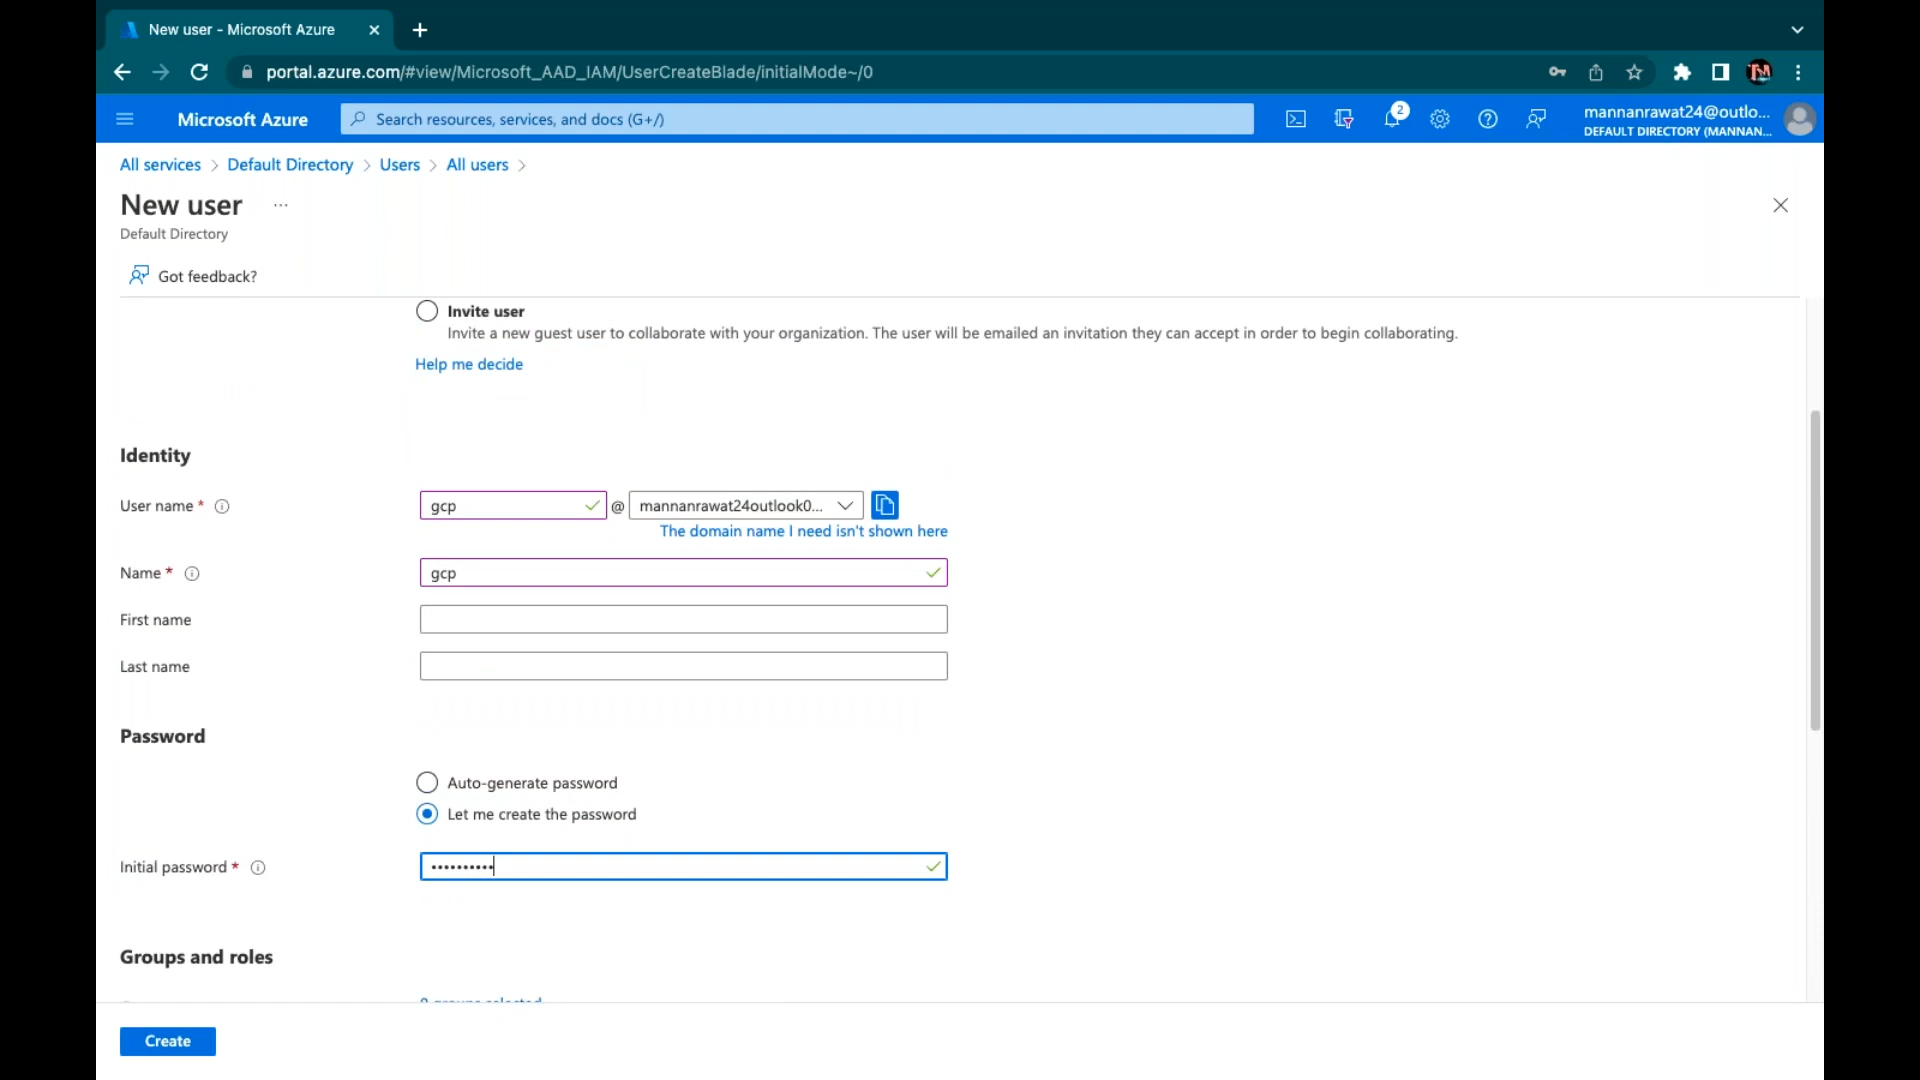 New user - Microsoft Azure
portal.azure.com/#view/Microsoft_AAD_IAM/UserCreateBlade/initialMode~/0
Microsoft Azure
Search resources, services, and docs (G+/)
2
mannanrawat24@outlo...
DEFAULT DIRECTORY (MANNAN...
All services > Default Directory > Users > All users >
New user ...
Default Directory
Got feedback?
Invite user
Invite a new guest user to collaborate with your organization. The user will be emailed an invitation they can accept in order to begin collaborating.
Help me decide
Identity
User name * gcp @ mannanrawat24outlook0...
The domain name I need isn't shown here
Name * gcp
First name
Last name
Password
Auto-generate password
Let me create the password
Initial password * ••••••••••
Groups and roles
0 groups selected
Create